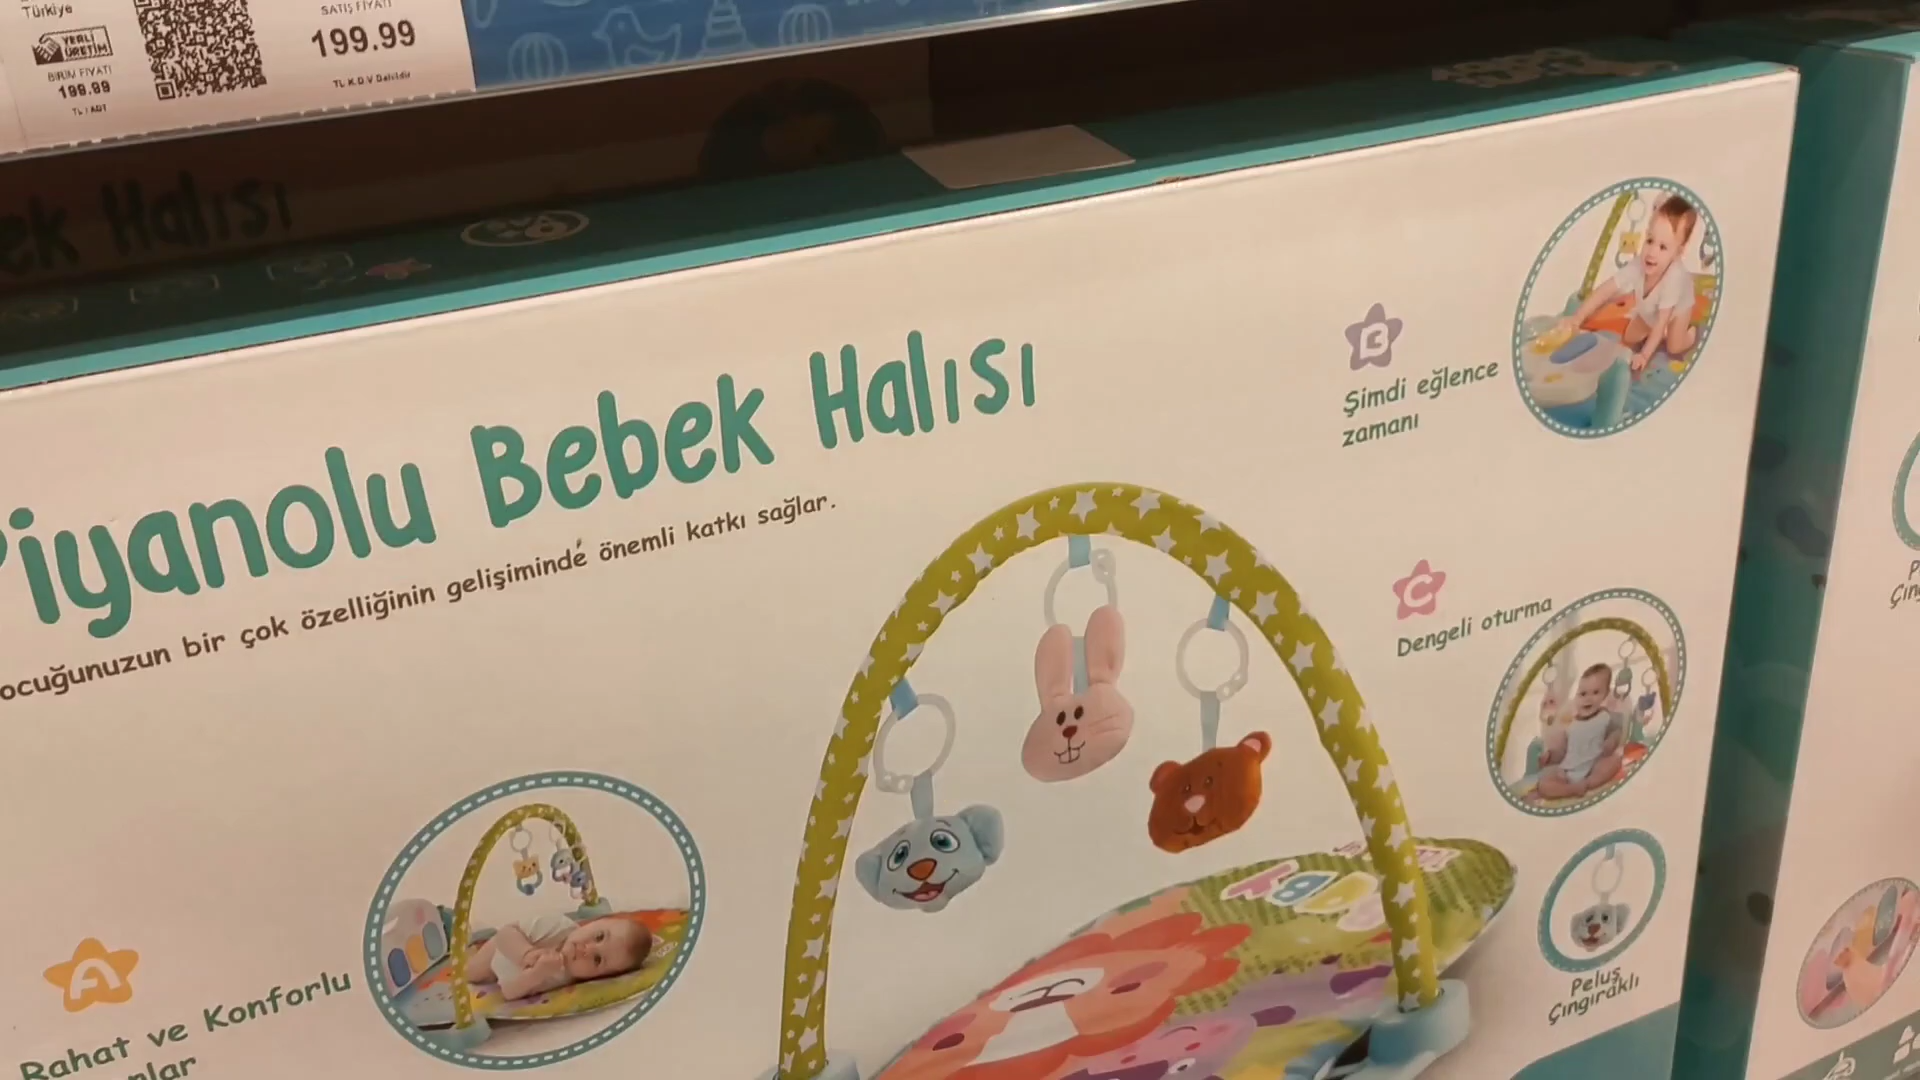 Türkiye
YERLİ
ÜRETİM
BİRİM FİYATI
199.99
TL / ADT
SATIŞ FİYATI
199.99
TL K.D.V Dahildir
Halısı
Piyanolu Bebek Halısı
ocuğunuzun bir çok özelliğinin gelişiminde önemli katkı sağlar.
B
Şimdi eğlence
zamanı
C
Dengeli oturma
Peluş
Çıngıraklı
A
Rahat ve Konforlu